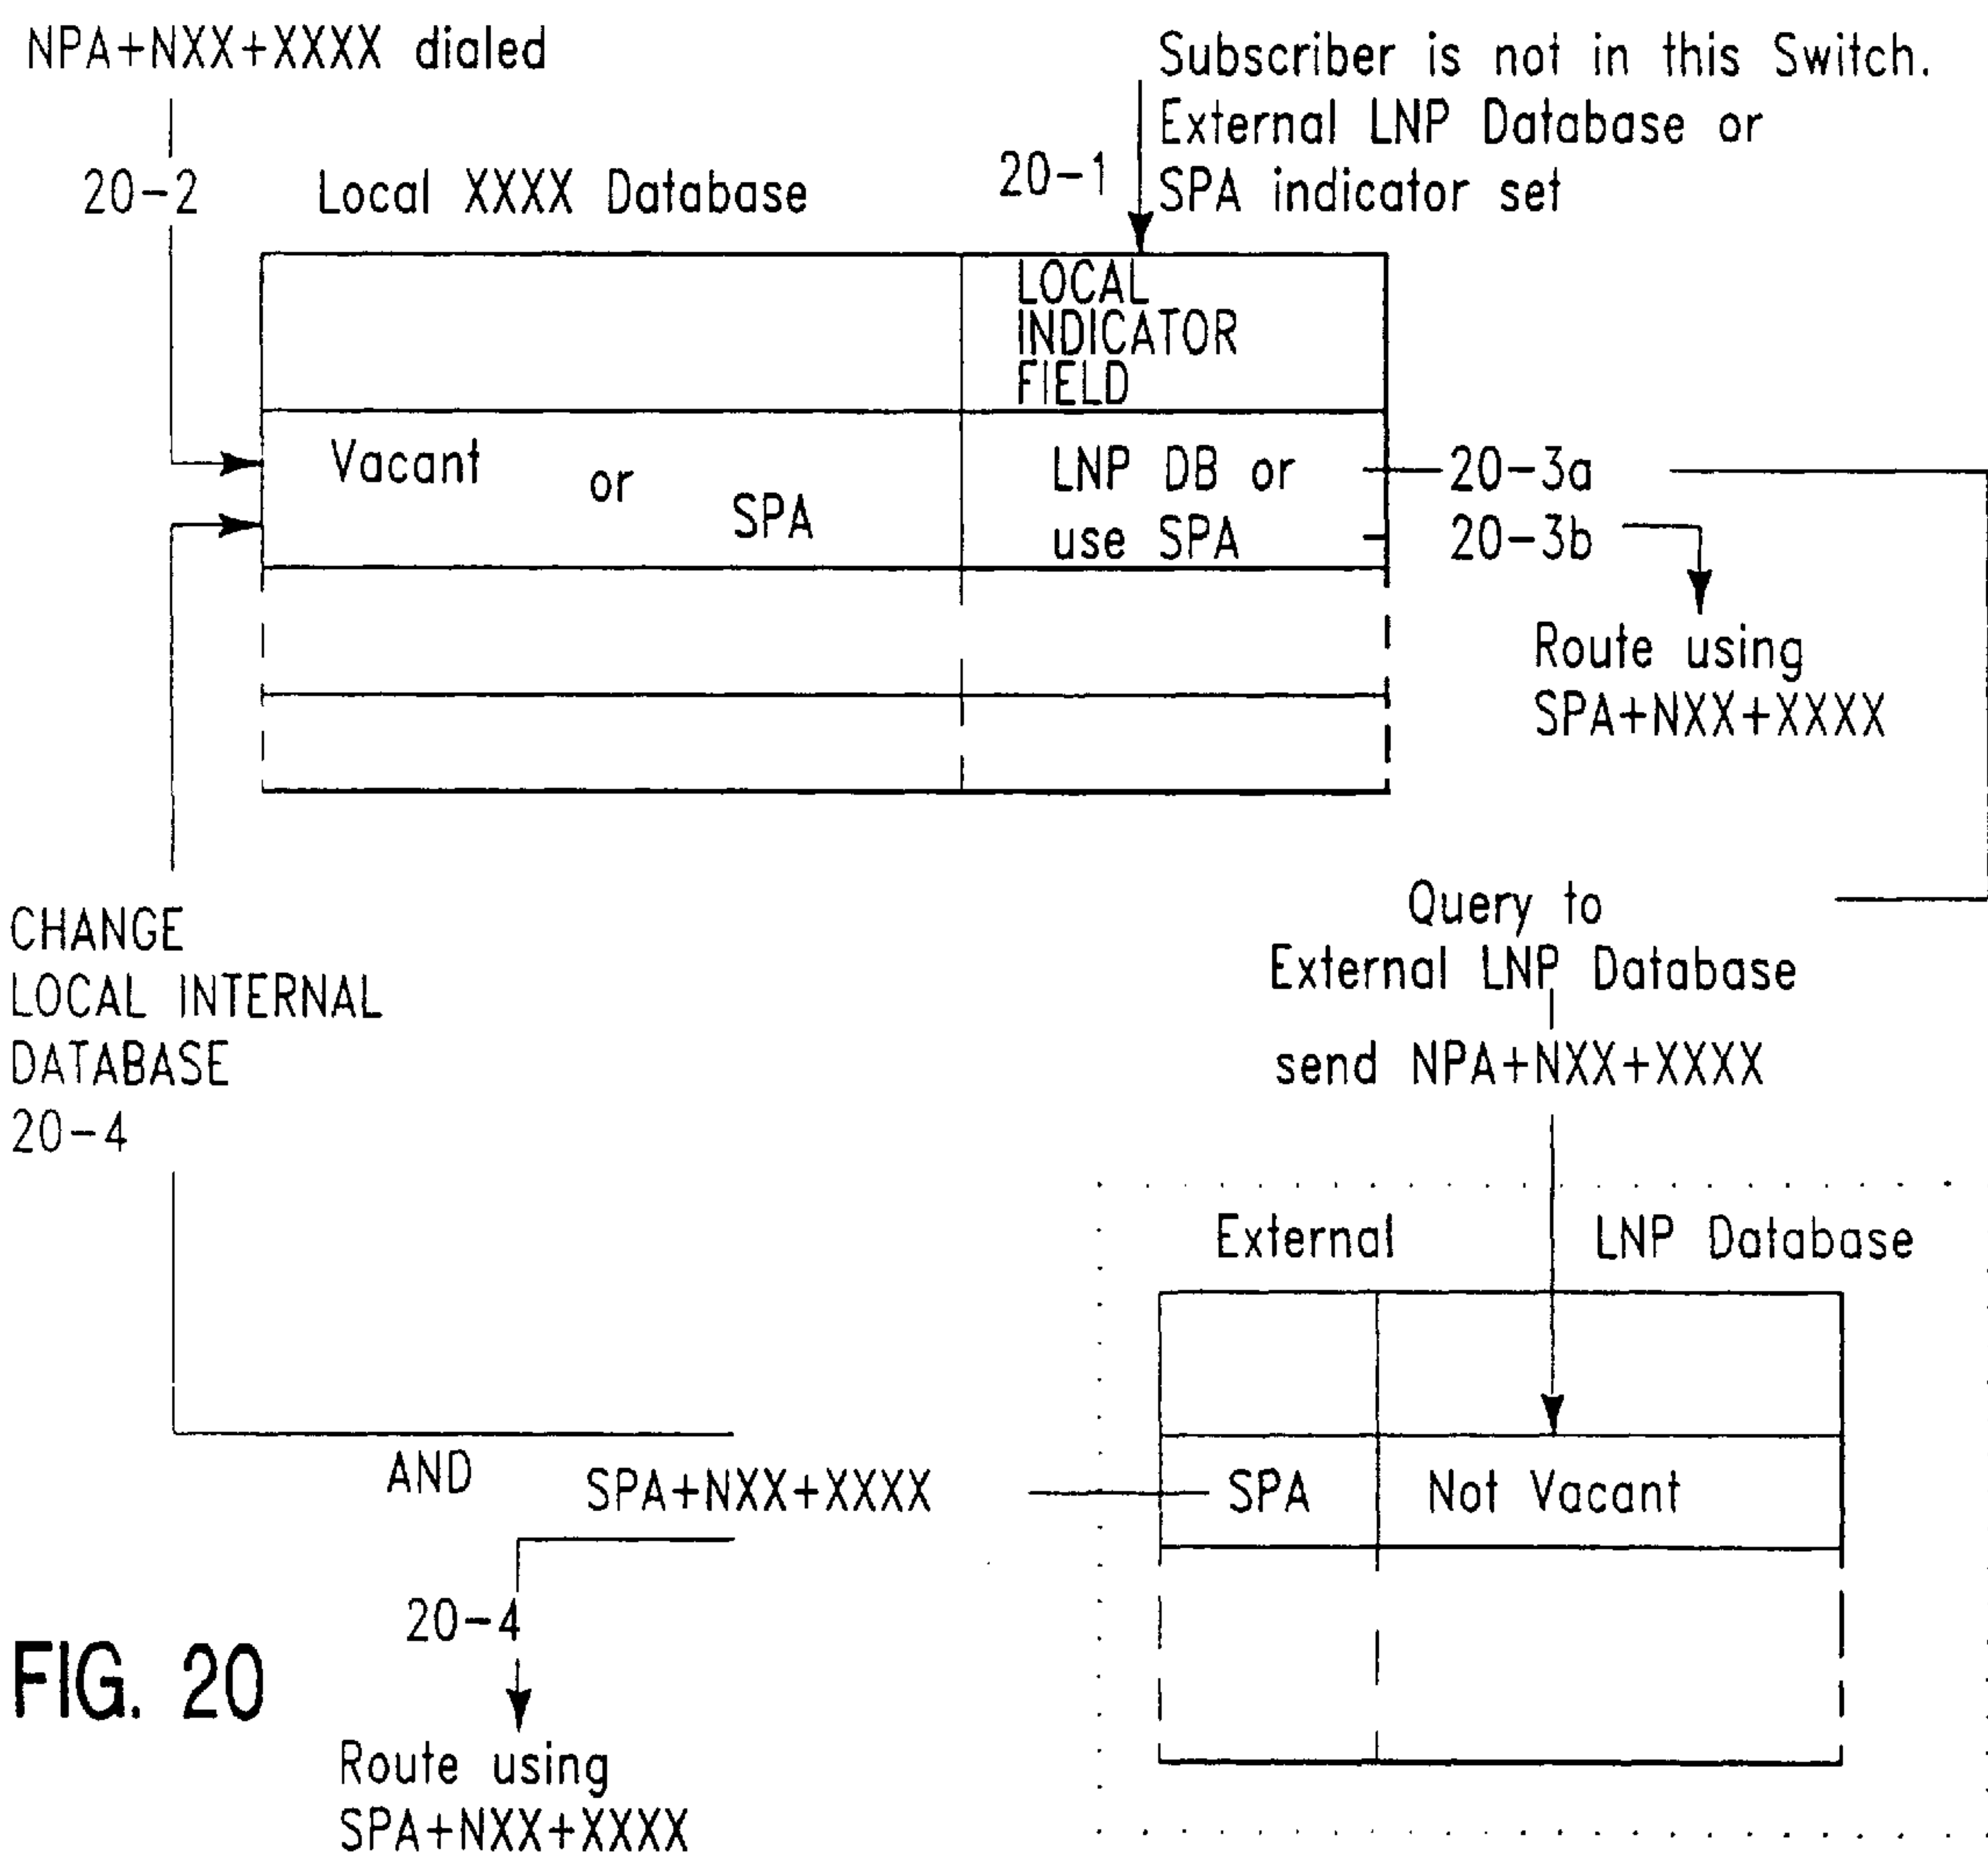 NPA+NXX+XXXX dialed
Subscriber is not in this Switch.
External LNP Database or
SPA indicator set
20-1
20-2
Local XXXX Database
LOCAL
INDICATOR
FIELD
Vacant or SPA
LNP DB or
use SPA
20-3a
20-3b
Route using
SPA+NXX+XXXX
CHANGE
LOCAL INTERNAL
DATABASE
20-4
Query to
External LNP Database
send NPA+NXX+XXXX
External LNP Database
SPA Not Vacant
AND
SPA+NXX+XXXX
20-4
Route using
SPA+NXX+XXXX
FIG. 20